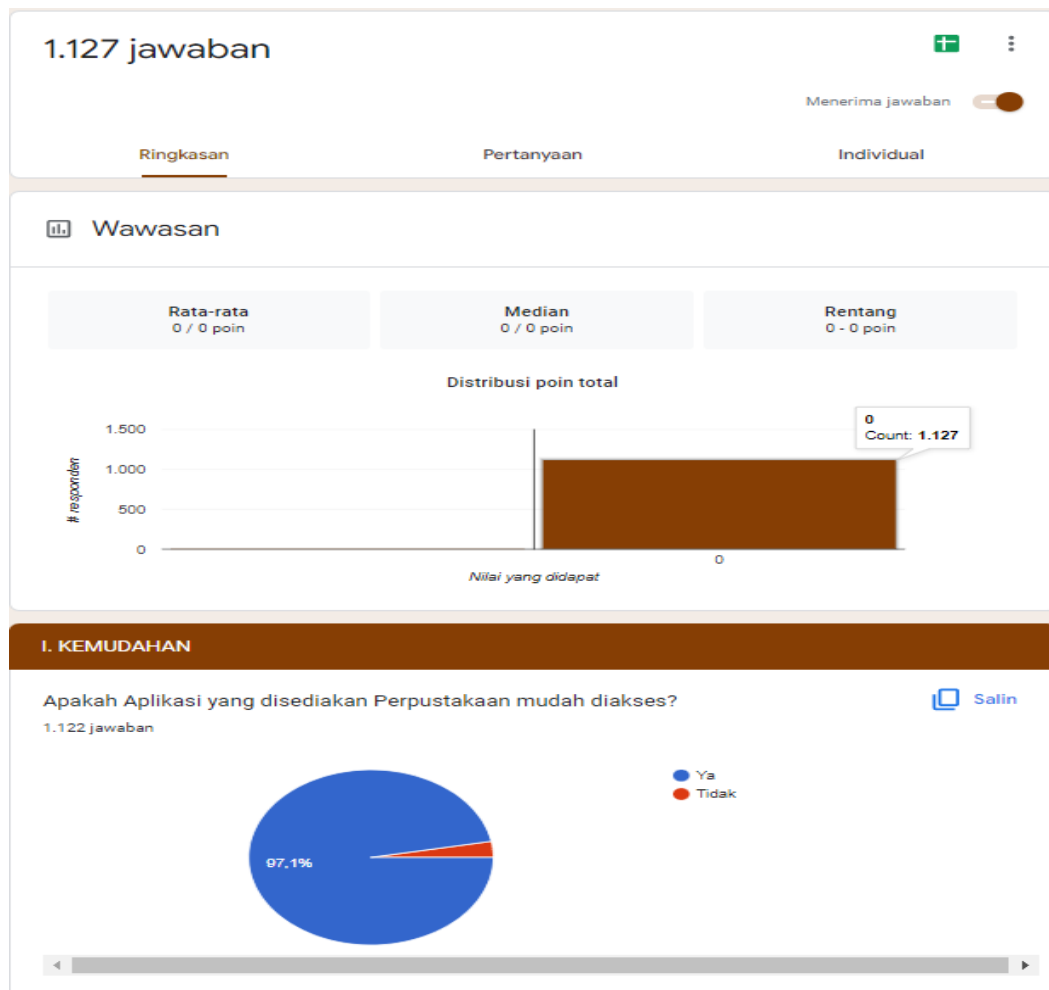 1.127 jawaban
Menerima jawaban
Ringkasan
Pertanyaan
Individual
Wawasan
Rata-rata
0 / 0 poin
Median
0 / 0 poin
Rentang
0 - 0 poin
Distribusi poin total
0
Count: 1.127
1.500
1.000
500
0
# responden
0
Nilai yang didapat
I. KEMUDAHAN
Apakah Aplikasi yang disediakan Perpustakaan mudah diakses?
Salin
1.122 jawaban
Ya
Tidak
97,1%